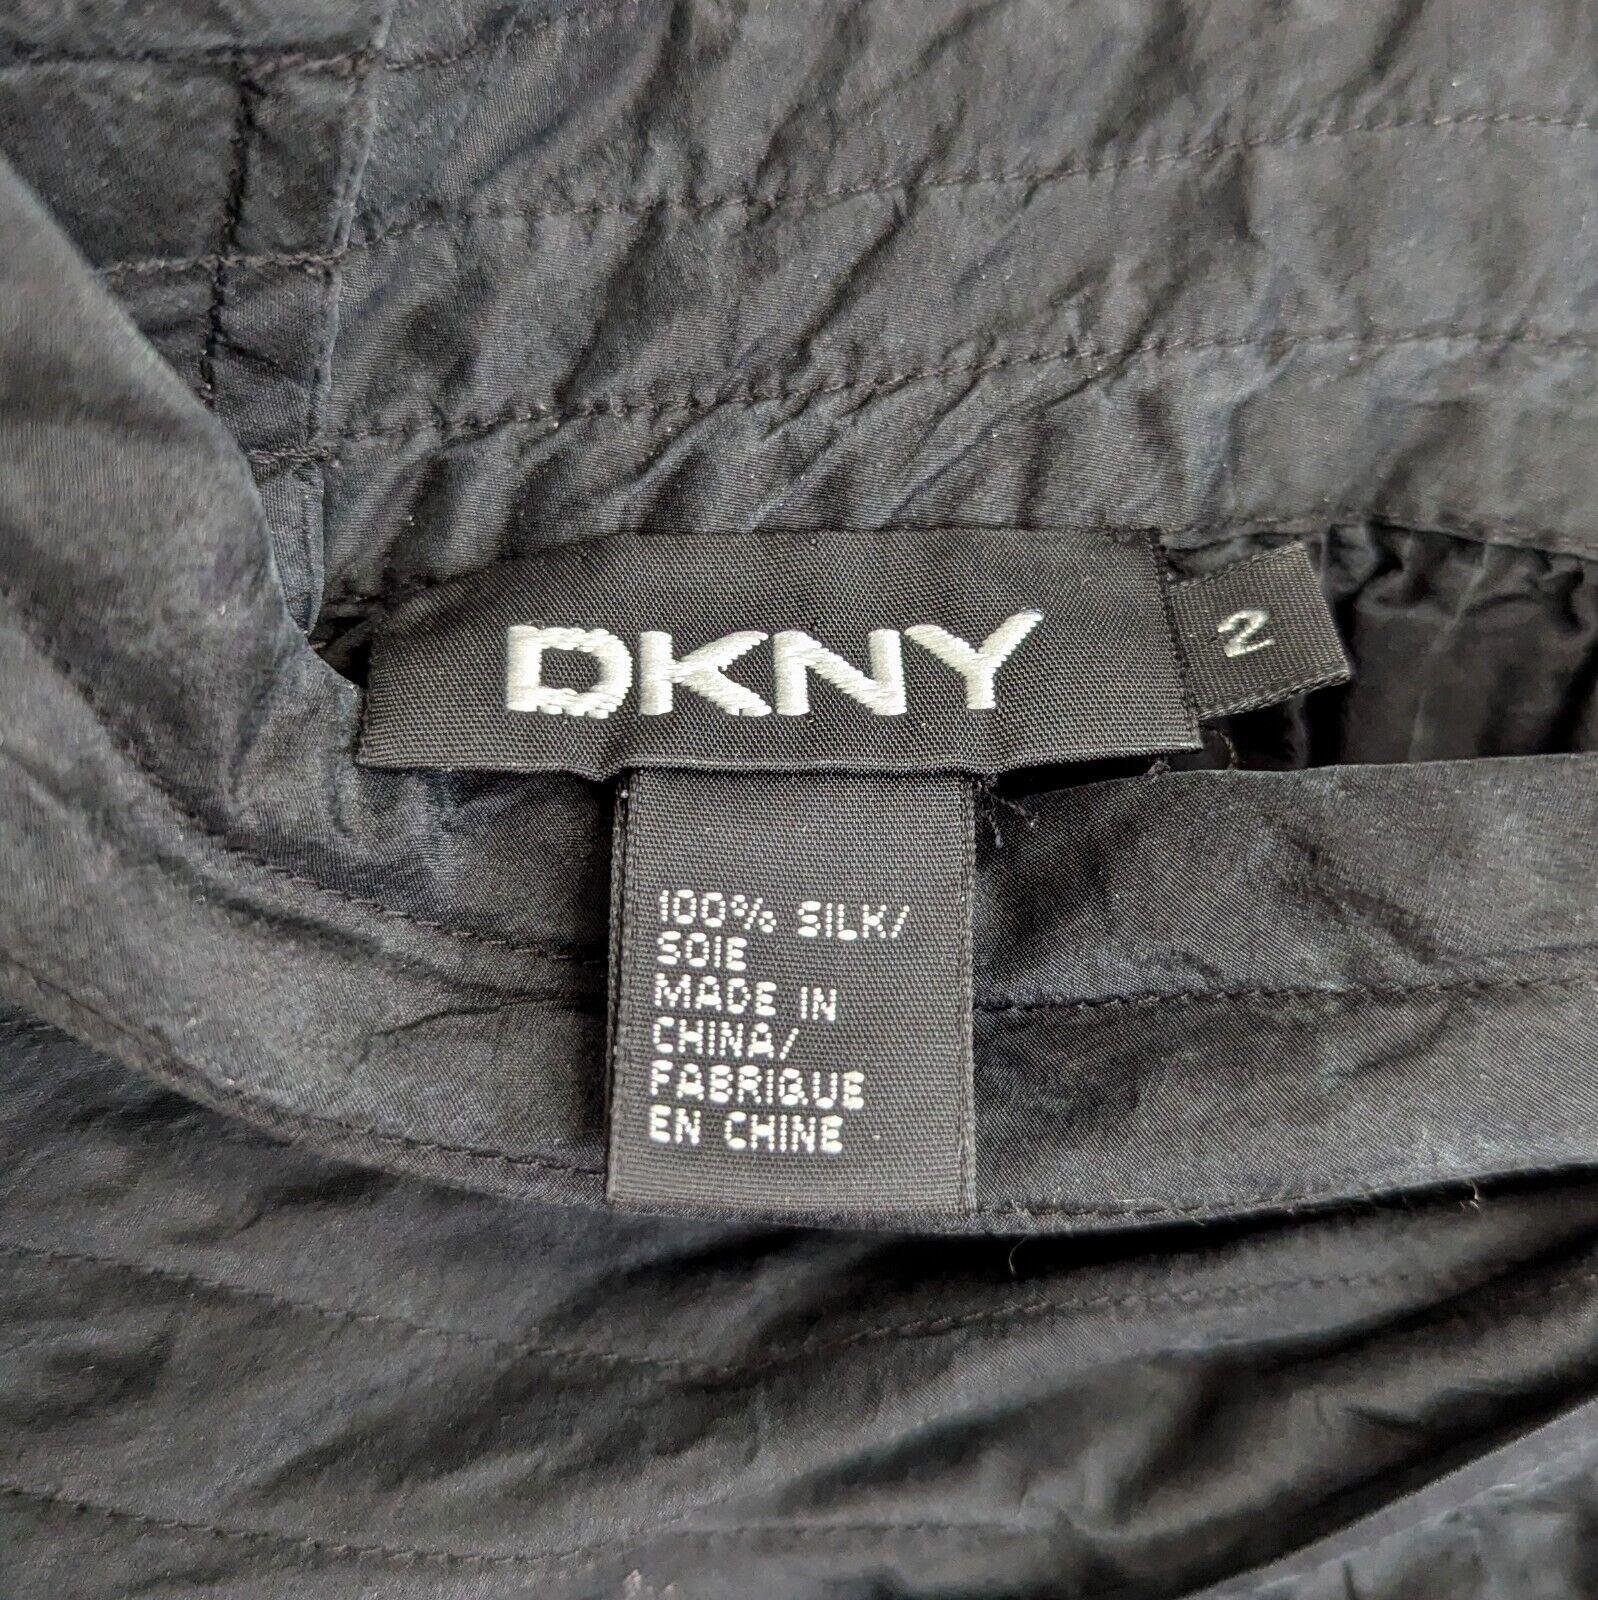 DKNY
2
100% SILK/
SOIE
MADE IN
CHINA/
FABRIQUE
EN CHINE